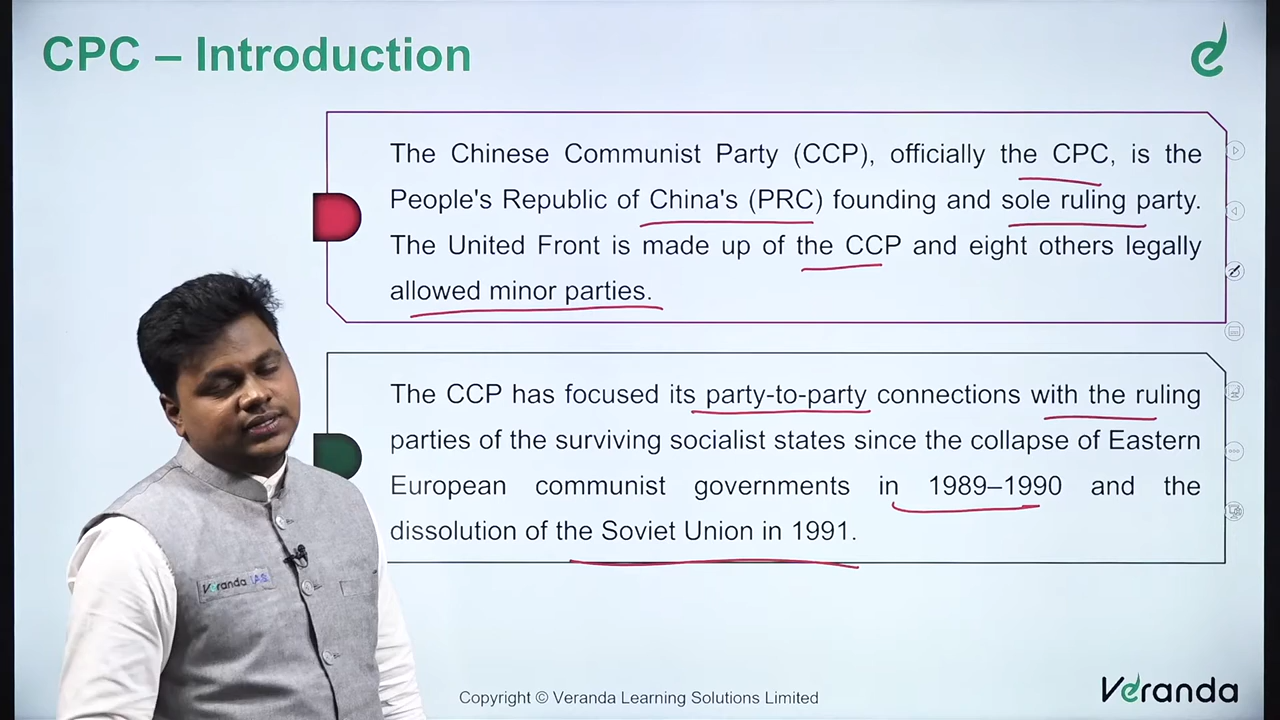 CPC – Introduction
The Chinese Communist Party (CCP), officially the CPC, is the
People's Republic of China's (PRC) founding and sole ruling party.
The United Front is made up of the CCP and eight others legally
allowed minor parties.
The CCP has focused its party-to-party connections with the ruling
parties of the surviving socialist states since the collapse of Eastern
European communist governments in 1989–1990 and the
dissolution of the Soviet Union in 1991.
Veranda IAS
Copyright © Veranda Learning Solutions Limited
Veranda